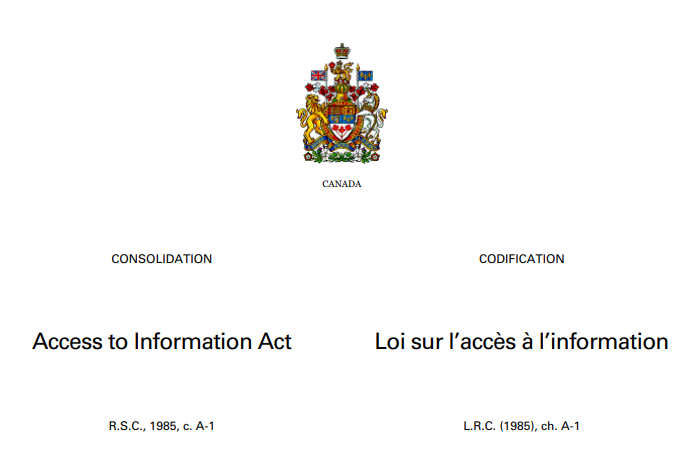 CANADA
CONSOLIDATION
CODIFICATION
Access to Information Act
Loi sur l’accès à l’information
R.S.C., 1985, c. A-1
L.R.C. (1985), ch. A-1